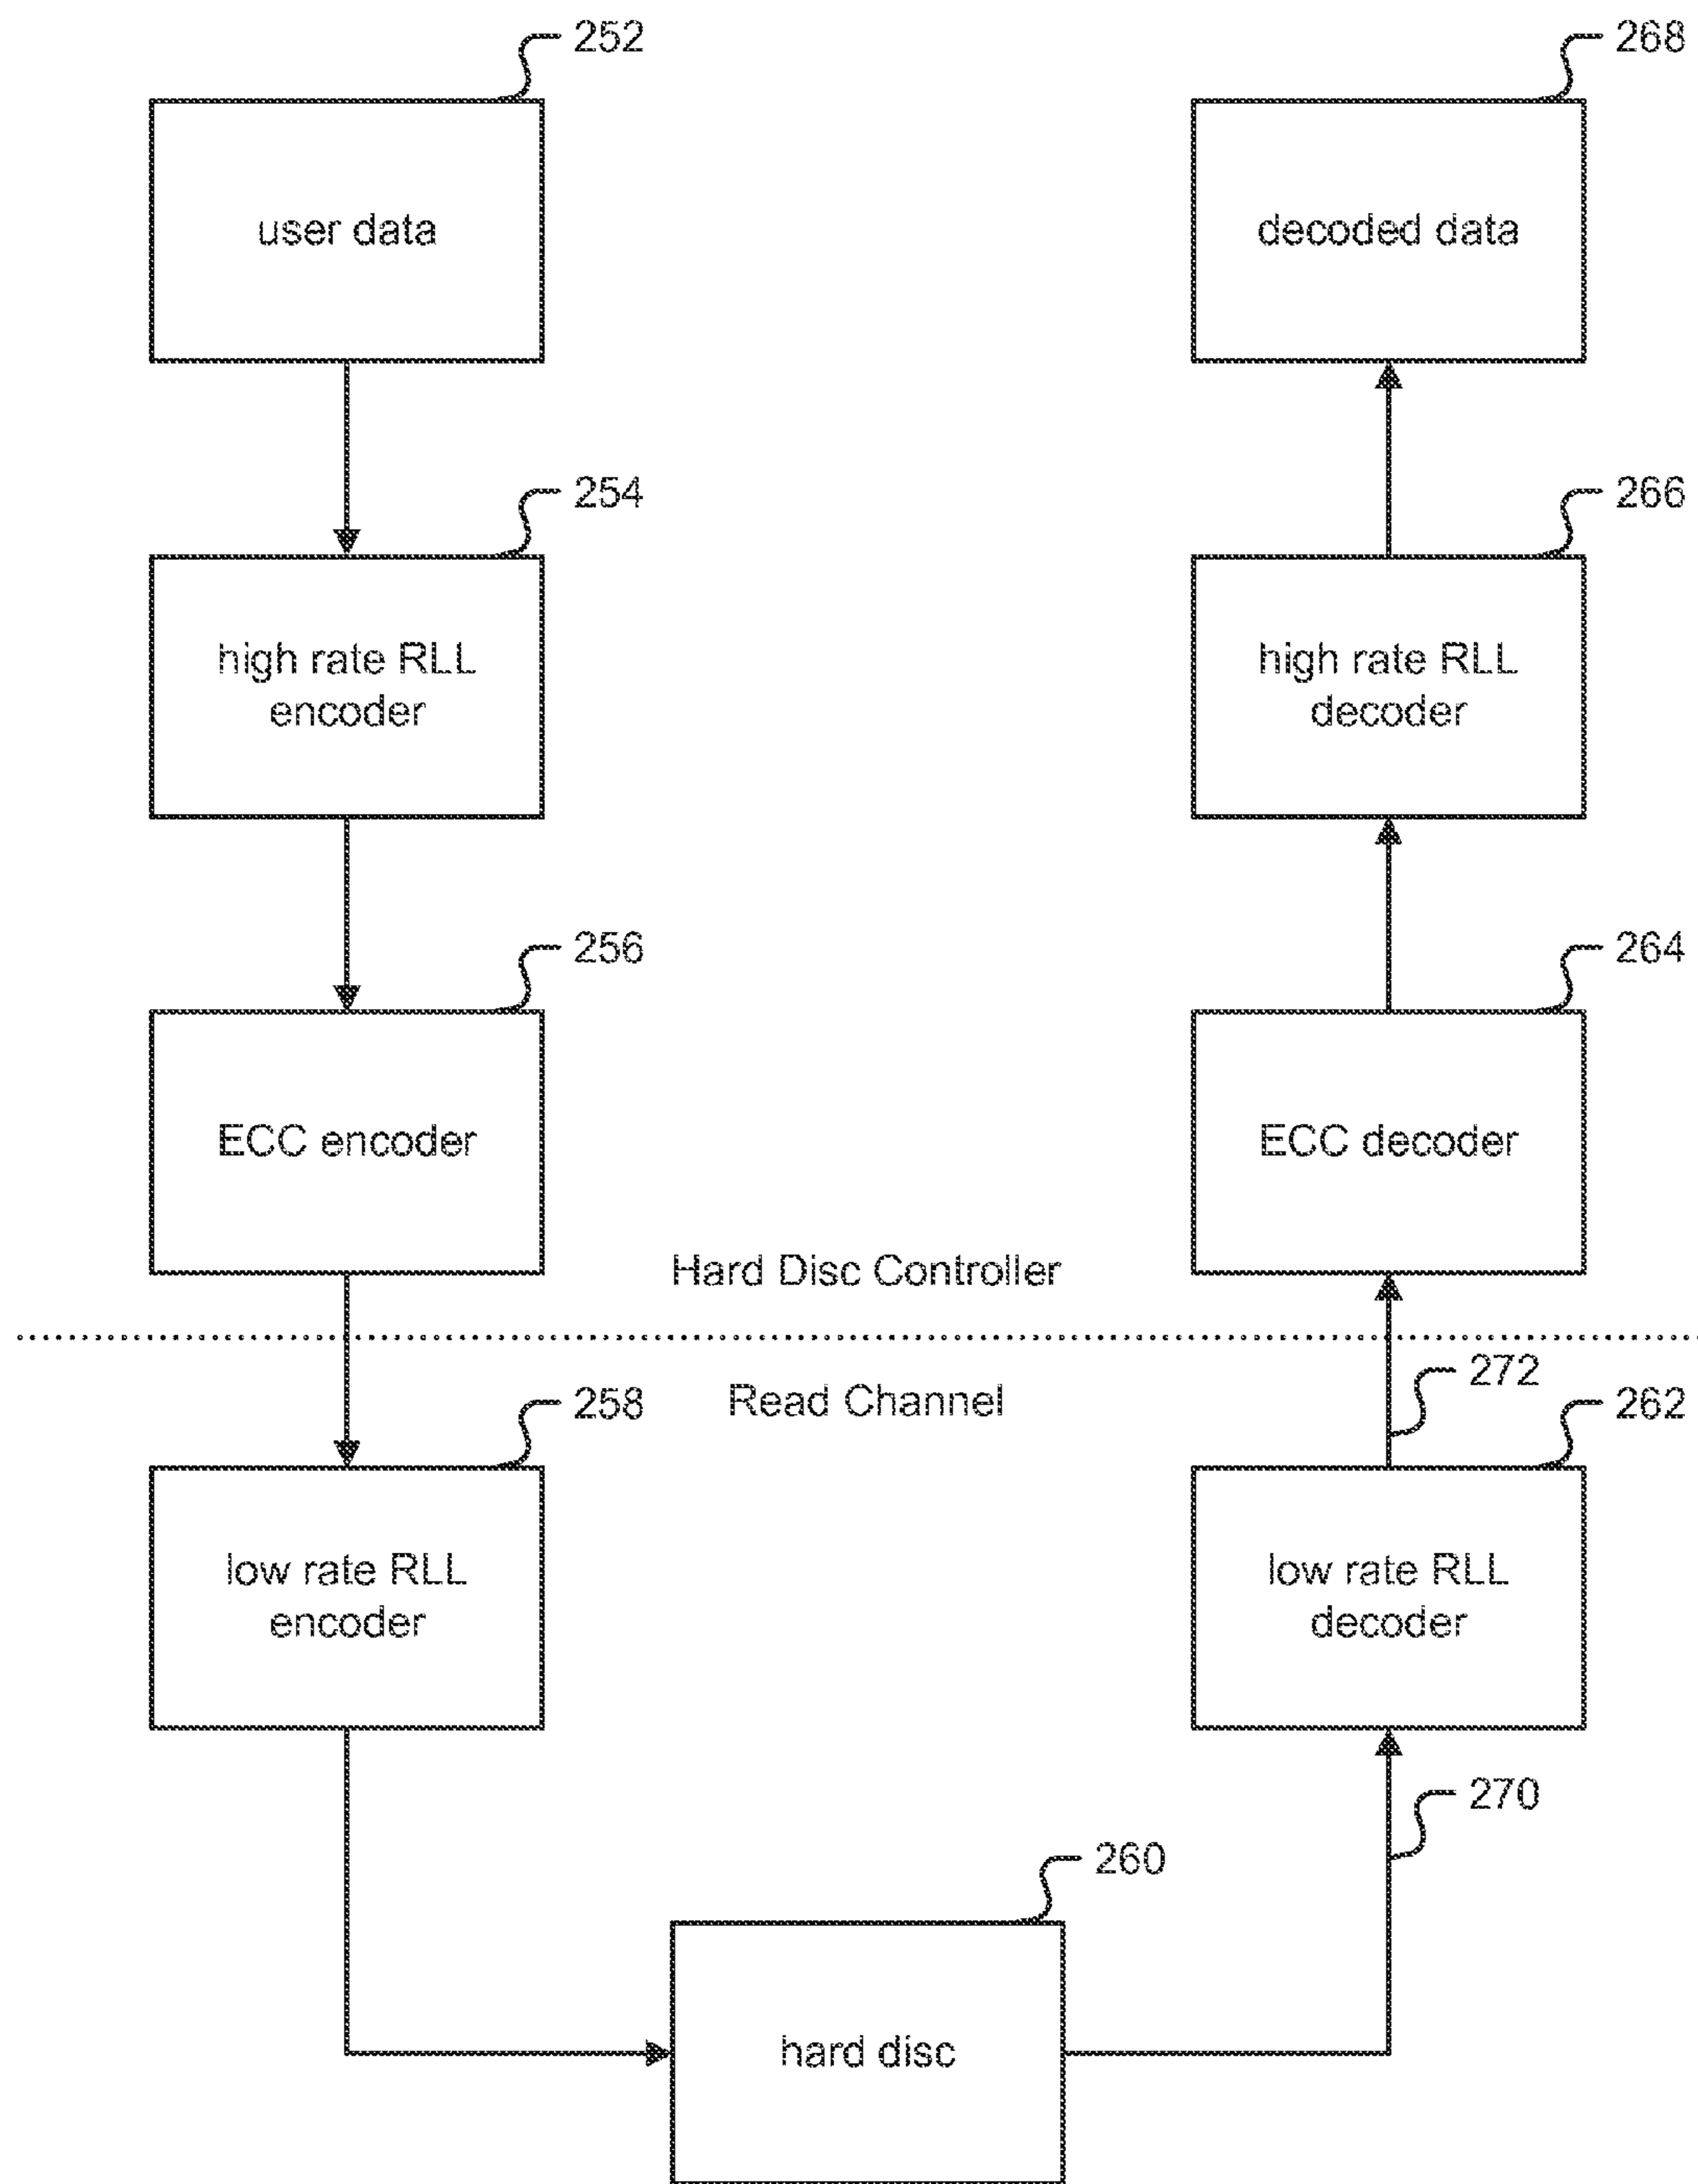 252
268
user data
decoded data
254
266
high rate RLL
encoder
high rate RLL
decoder
256
264
ECC encoder
ECC decoder
Hard Disc Controller
272
Read Channel
258
262
low rate RLL
encoder
low rate RLL
decoder
270
260
hard disc